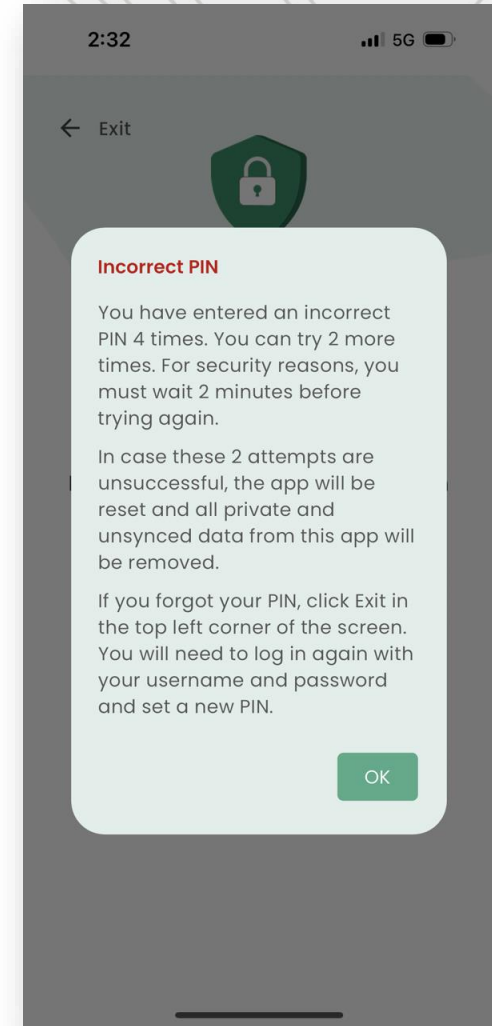 2:32
5G
Exit
Incorrect PIN
You have entered an incorrect
PIN 4 times. You can try 2 more
times. For security reasons, you
must wait 2 minutes before
trying again.
In case these 2 attempts are
unsuccessful, the app will be
reset and all private and
unsynced data from this app will
be removed.
If you forgot your PIN, click Exit in
the top left corner of the screen.
You will need to log in again with
your username and password
and set a new PIN.
OK